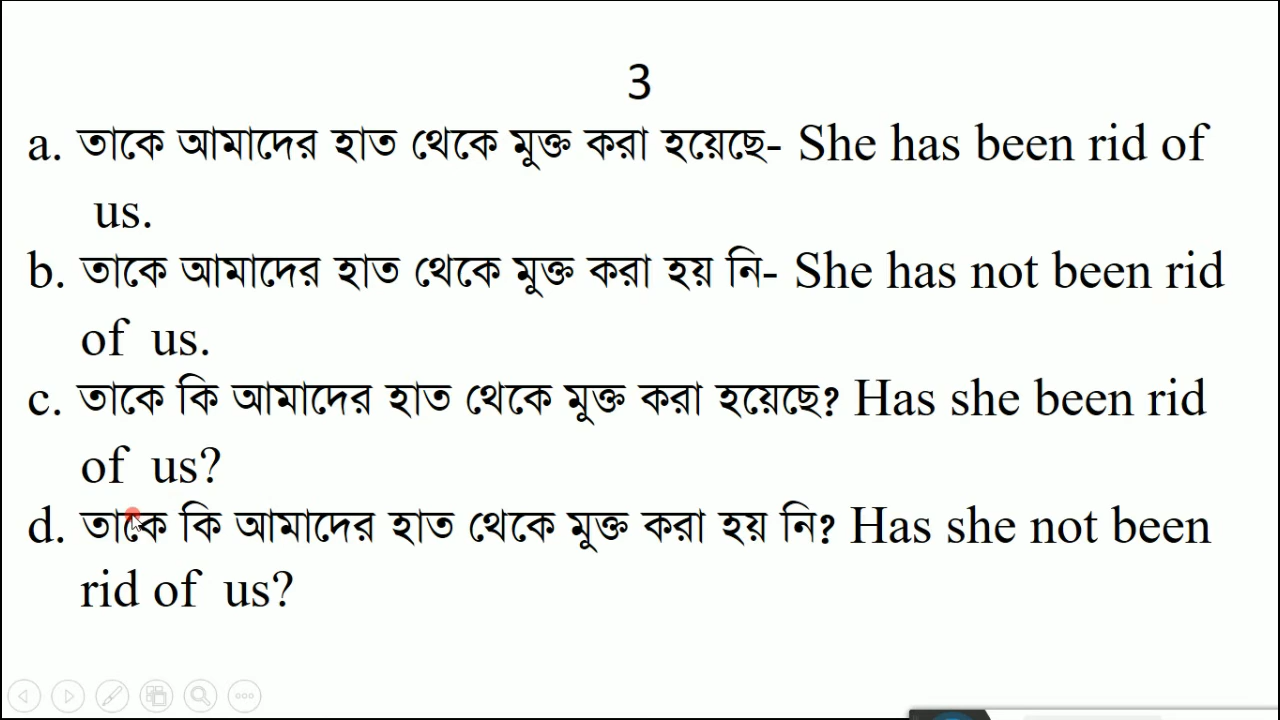 3
a. তাকে আমাদের হাত থেকে মুক্ত করা হয়েছে- She has been rid of
us.
b. তাকে আমাদের হাত থেকে মুক্ত করা হয় নি- She has not been rid
of us.
c. তাকে কি আমাদের হাত থেকে মুক্ত করা হয়েছে? Has she been rid
of us?
d. তাকে কি আমাদের হাত থেকে মুক্ত করা হয় নি? Has she not been
rid of us?